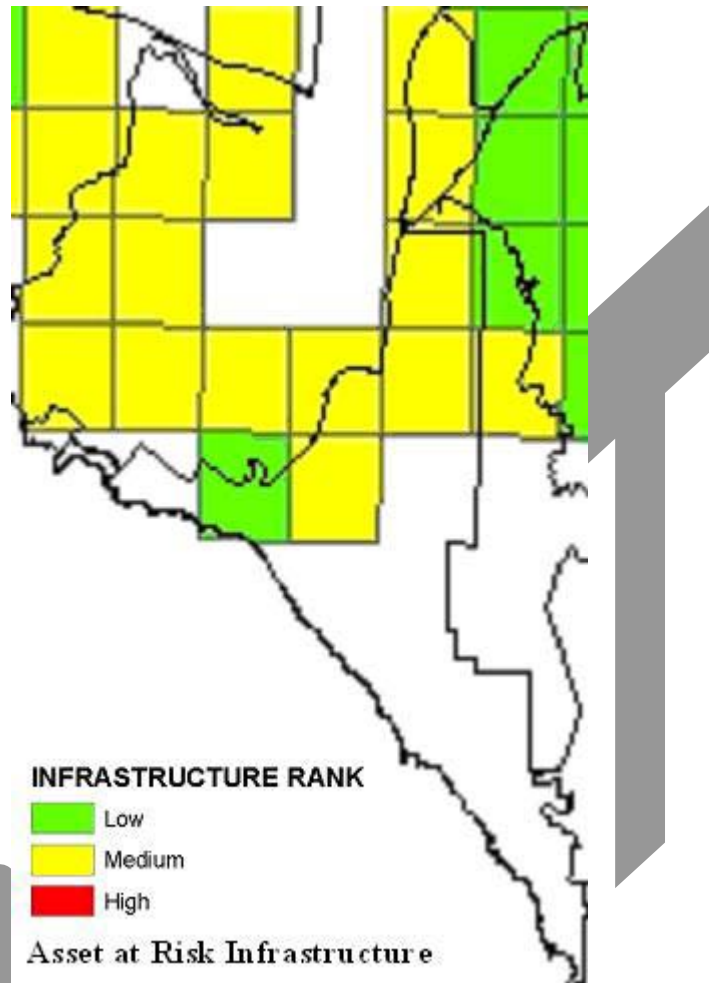 INFRASTRUCTURE RANK
Low
Medium
High
Asset at Risk Infrastructure